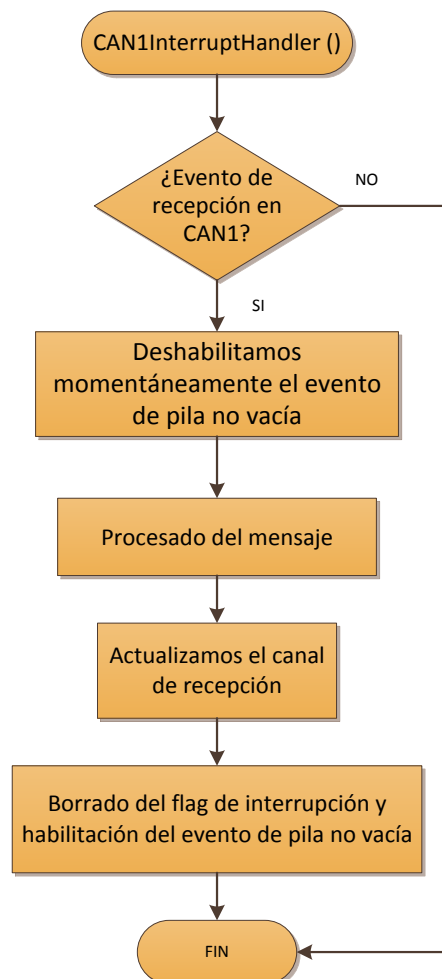 CAN1InterruptHandler ()
¿Evento de
recepción en
CAN1?
NO
SI
Deshabilitamos
momentáneamente el evento
de pila no vacía
Procesado del mensaje
Actualizamos el canal
de recepción
Borrado del flag de interrupción y
habilitación del evento de pila no vacía
FIN